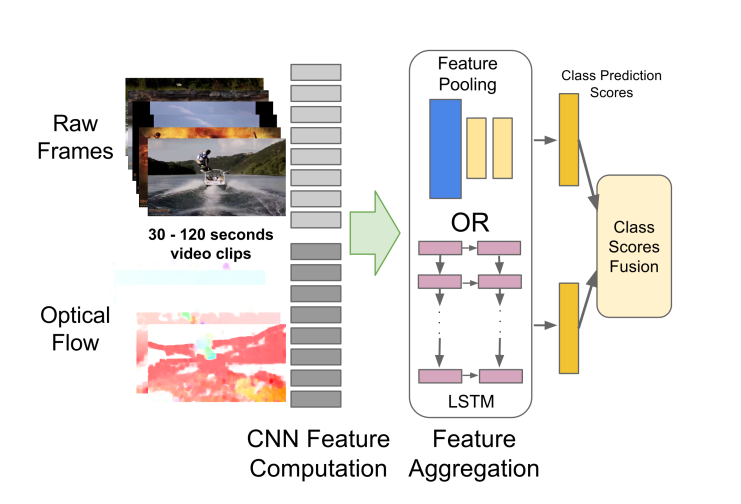 Raw
Frames
30 - 120 seconds
video clips
Optical
Flow
CNN Feature
Computation
Feature
Pooling
OR
LSTM
Feature
Aggregation
Class Prediction
Scores
Class
Scores
Fusion